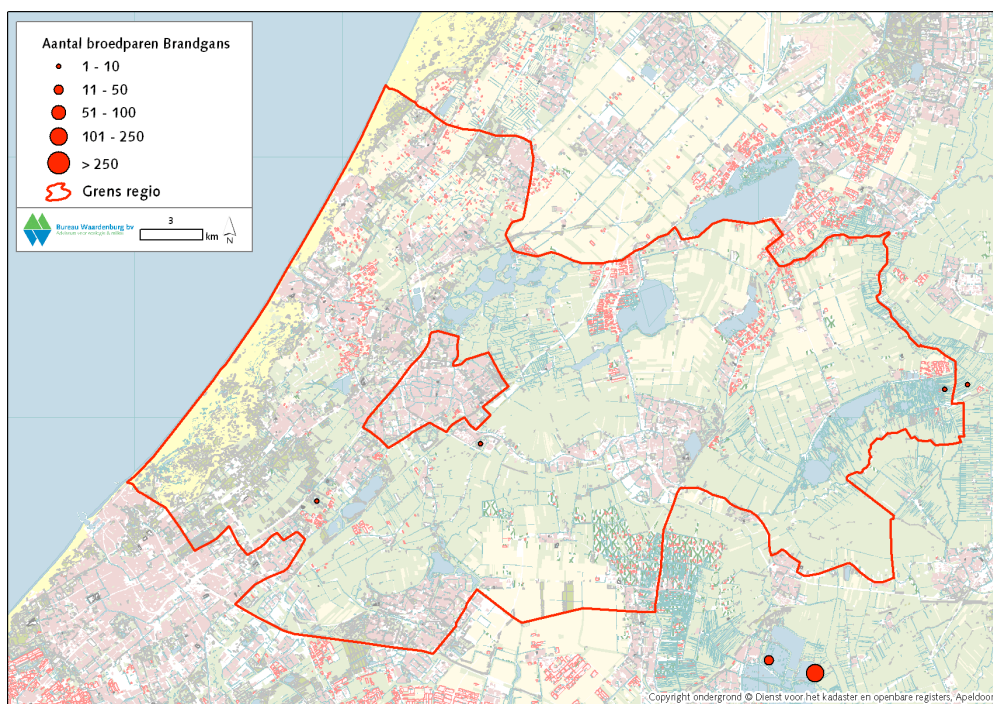 Aantal broedparen Brandgans
1 - 10
11 - 50
51 - 100
101 - 250
> 250
Grens regio
Bureau Waardenburg bv
3
km
N
Copyright ondergrond © Dienst voor het kadaster en openbare registers, Apeldoorn